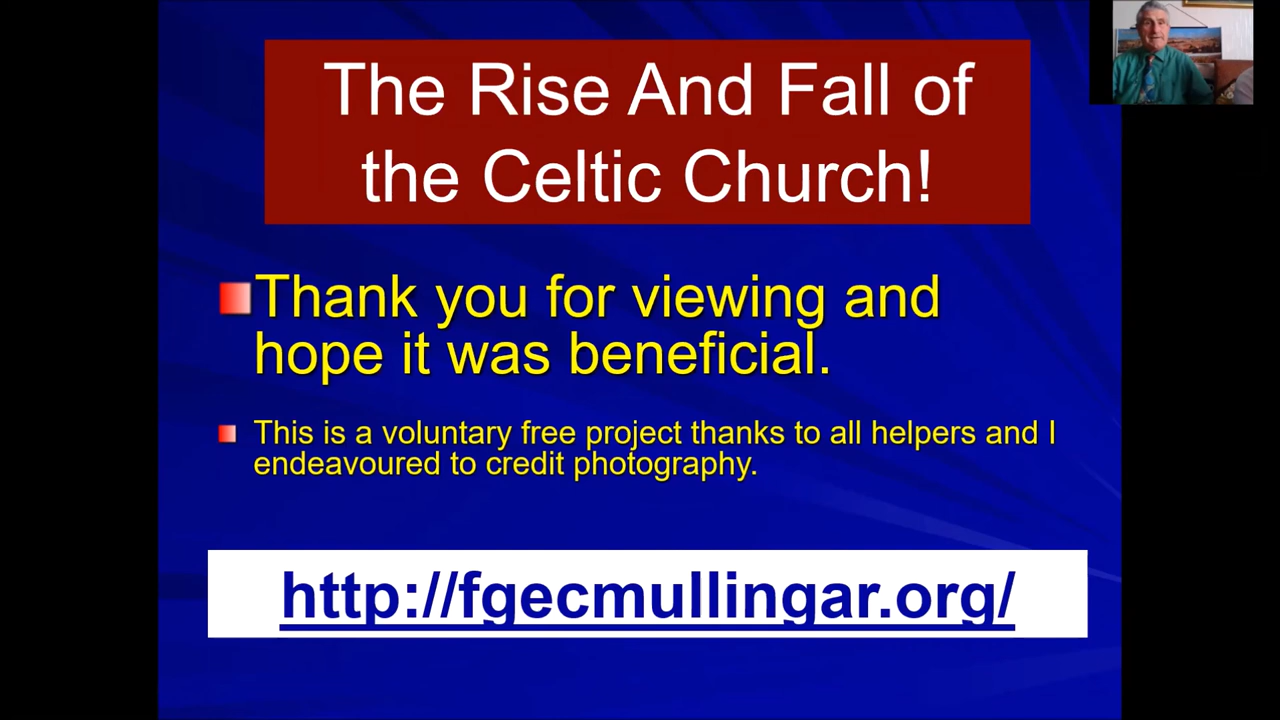 The Rise And Fall of
the Celtic Church!
Thank you for viewing and
hope it was beneficial.
This is a voluntary free project thanks to all helpers and I
endeavoured to credit photography.
http://fgecmullingar.org/